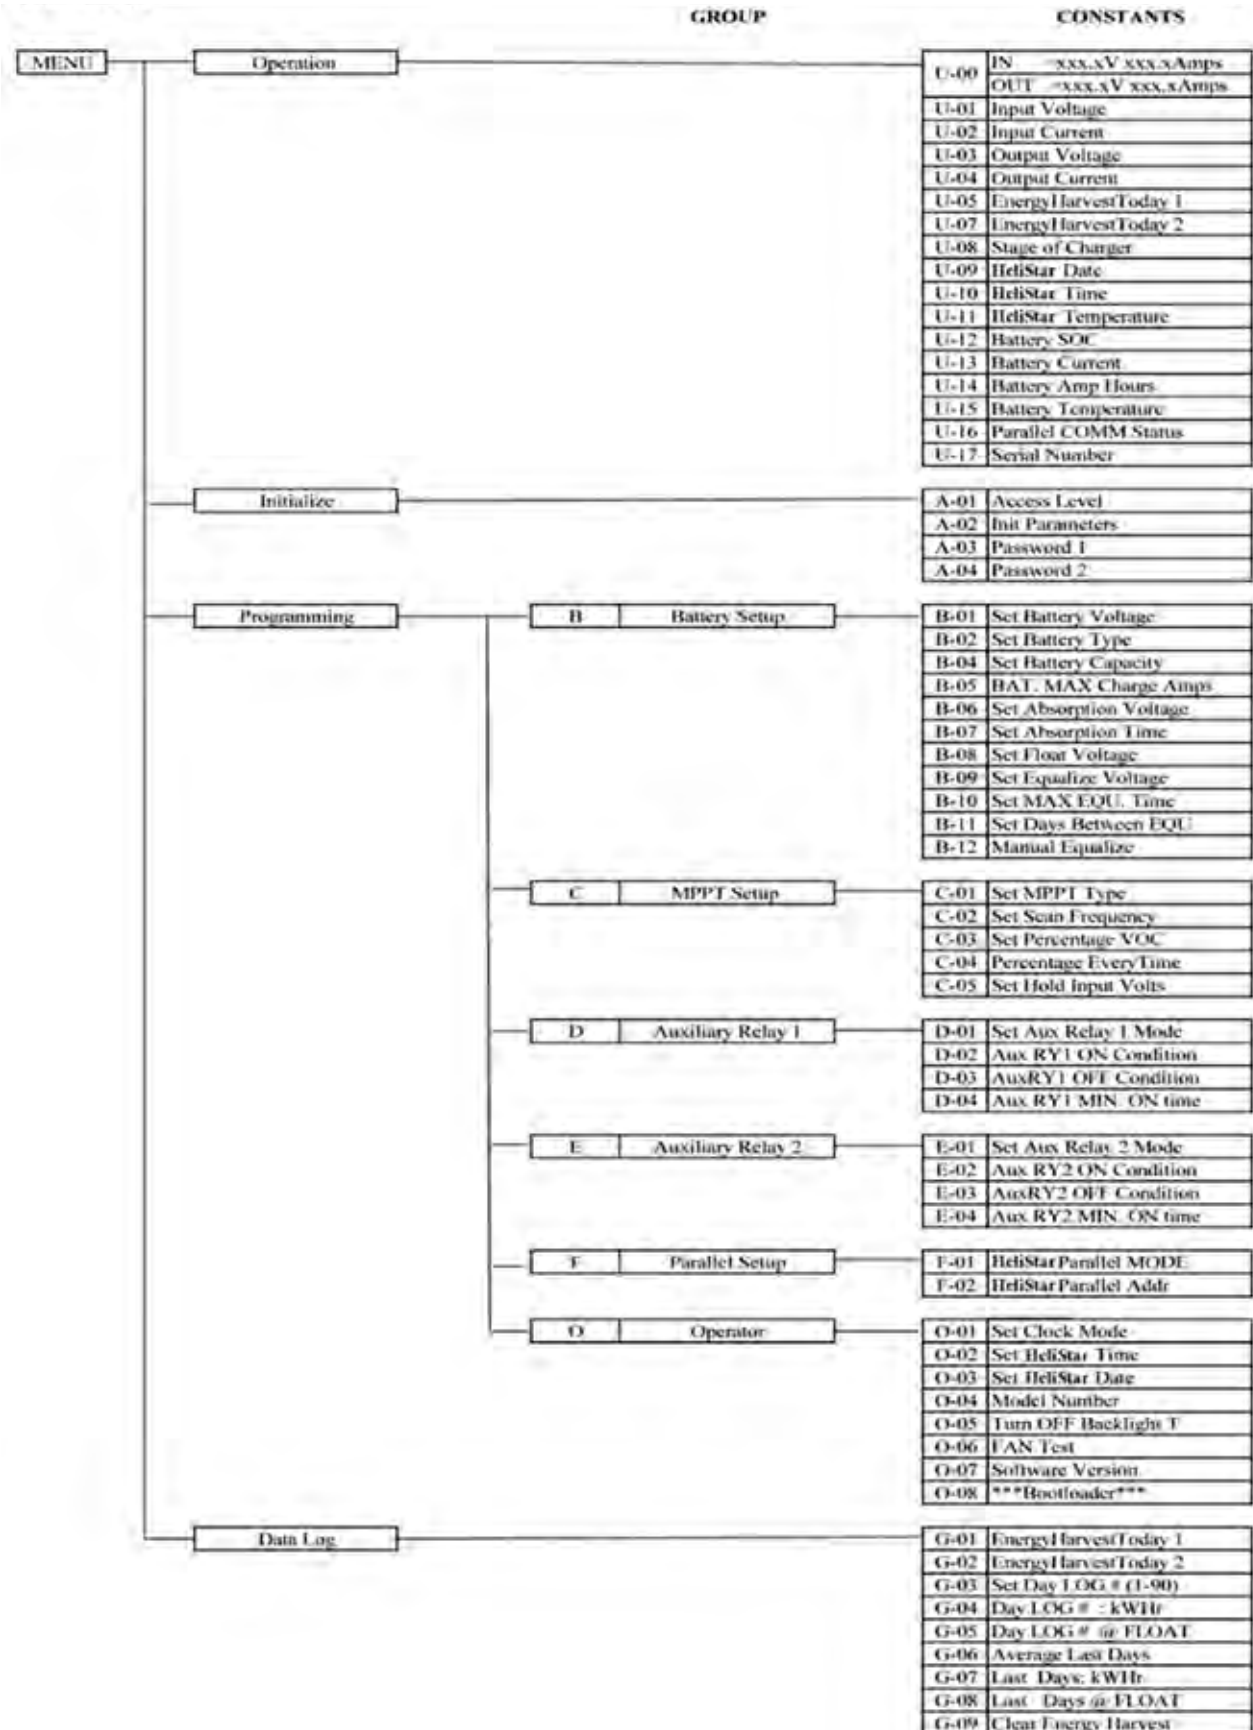 GROUP CONSTANTS
MENU Operation U-00 IN =xxx.xV xxx.xAmps
OUT =xxx.xV xxx.xAmps
U-01 Input Voltage
U-02 Input Current
U-03 Output Voltage
U-04 Output Current
U-05 EnergyHarvestToday 1
U-07 EnergyHarvestToday 2
U-08 Stage of Charger
U-09 HeliStar Date
U-10 HeliStar Time
U-11 HeliStar Temperature
U-12 Battery SOC
U-13 Battery Current
U-14 Battery Amp Hours
U-15 Battery Temperature
U-16 Parallel COMM Status
U-17 Serial Number
Initialize A-01 Access Level
A-02 Init Parameters
A-03 Password 1
A-04 Password 2
Programming B Battery Setup B-01 Set Battery Voltage
B-02 Set Battery Type
B-04 Set Battery Capacity
B-05 BAT. MAX Charge Amps
B-06 Set Absorption Voltage
B-07 Set Absorption Time
B-08 Set Float Voltage
B-09 Set Equalize Voltage
B-10 Set MAX EQU. Time
B-11 Set Days Between EQU
B-12 Manual Equalize
C MPPT Setup C-01 Set MPPT Type
C-02 Set Scan Frequency
C-03 Set Percentage VOC
C-04 Percentage EveryTime
C-05 Set Hold Input Volts
D Auxiliary Relay 1 D-01 Set Aux Relay 1 Mode
D-02 Aux RY1 ON Condition
D-03 AuxRY1 OFF Condition
D-04 Aux RY1 MIN. ON time
E Auxiliary Relay 2 E-01 Set Aux Relay 2 Mode
E-02 Aux RY2 ON Condition
E-03 AuxRY2 OFF Condition
E-04 Aux RY2 MIN. ON time
F Parallel Setup F-01 HeliStar Parallel MODE
F-02 HeliStar Parallel Addr
O Operator O-01 Set Clock Mode
O-02 Set HeliStar Time
O-03 Set HeliStar Date
O-04 Model Number
O-05 Turn OFF Backlight T
O-06 FAN Test
O-07 Software Version
O-08 ***Bootloader***
Data Log G-01 EnergyHarvestToday 1
G-02 EnergyHarvestToday 2
G-03 Set Day LOG # (1-90)
G-04 Day LOG # : kWHr
G-05 Day LOG # @ FLOAT
G-06 Average Last Days
G-07 Last Days: kWHr
G-08 Last Days @ FLOAT
G-09 Clear Energy Harvest